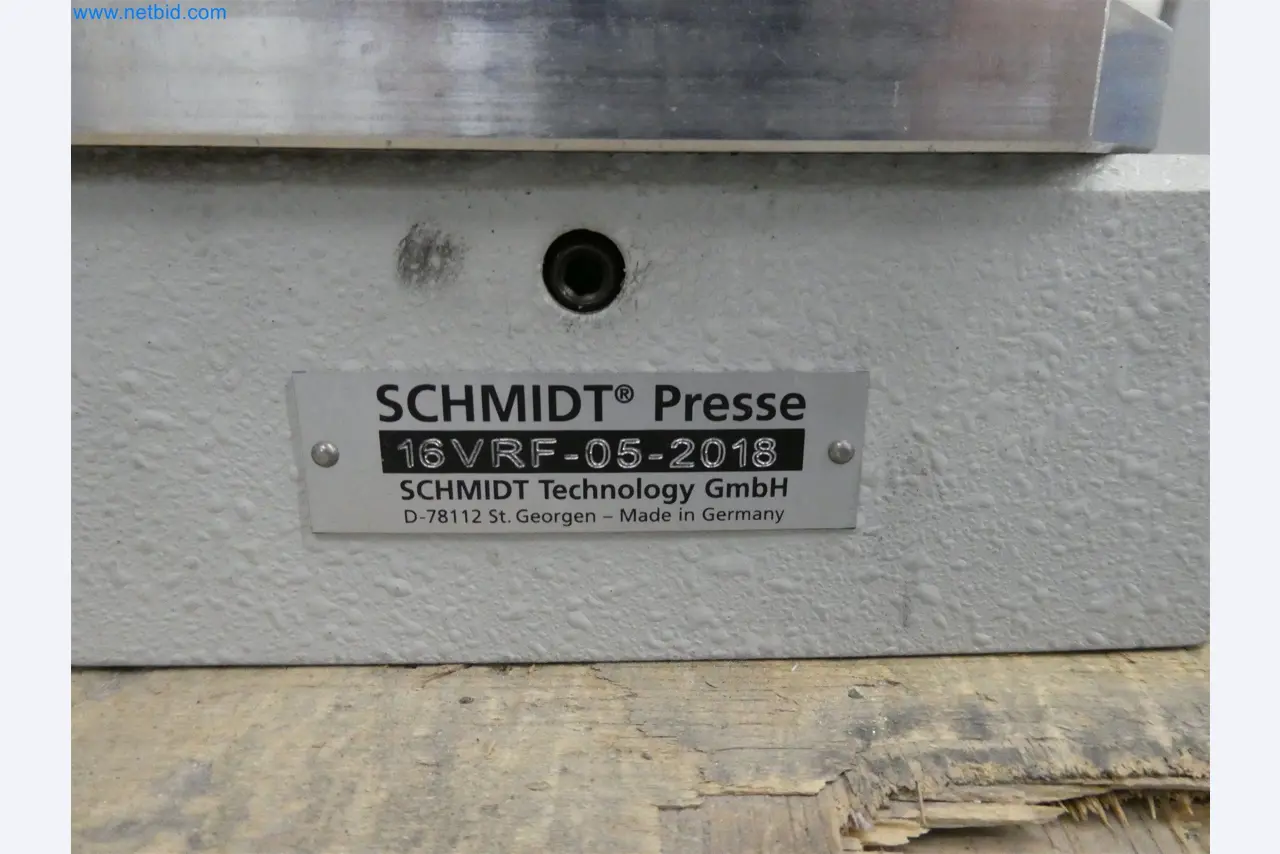 www.netbid.com
SCHMIDT® Presse
16VRF-05-2018
SCHMIDT Technology GmbH
D-78112 St. Georgen – Made in Germany